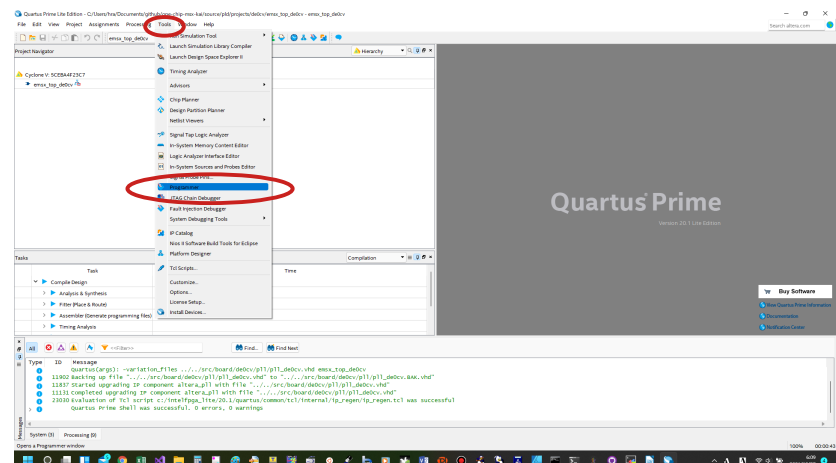 Quartus Prime Lite Edition - C:/Users/hra/Documents/github/one-chip-msx-kai/source/pld/projects/de0cv/emsx_top_de0cv - emsx_top_de0cv
File Edit View Project Assignments Processing Tools Window Help
Search altera.com
emsx_top_de0cv
Simulation Tool
Launch Simulation Library Compiler
Launch Design Space Explorer II
Timing Analyzer
Advisors
Chip Planner
Design Partition Planner
Netlist Viewers
Signal Tap Logic Analyzer
In-System Memory Content Editor
Logic Analyzer Interface Editor
In-System Sources and Probes Editor
Programmer
JTAG Chain Debugger
Fault Injection Debugger
System Debugging Tools
IP Catalog
Nios II Software Build Tools for Eclipse
Platform Designer
Tcl Scripts...
Customize...
Options...
License Setup...
Install Devices...
Project Navigator
Hierarchy
Cyclone V: 5CEBA4F23C7
emsx_top_de0cv
Quartus Prime
Version 20.1 Lite Edition
Buy Software
View Quartus Prime Information
Documentation
Notification Center
Tasks
Compilation
Task Time
Compile Design
Analysis & Synthesis
Fitter (Place & Route)
Assembler (Generate programming files)
Timing Analysis
All <<Filter>> Find... Find Next
Type ID Message
Quartus(args): -variation_files ../../src/board/de0cv/pll/pll_de0cv.vhd emsx_top_de0cv
11902 Backing up file "../../src/board/de0cv/pll/pll_de0cv.vhd" to "../../src/board/de0cv/pll/pll_de0cv.BAK.vhd"
11837 Started upgrading IP component altera_pll with file "../../src/board/de0cv/pll/pll_de0cv.vhd"
11131 Completed upgrading IP component altera_pll with file "../../src/board/de0cv/pll/pll_de0cv.vhd"
23030 Evaluation of Tcl script c:/intelfpga_lite/20.1/quartus/common/tcl/internal/ip_regen/ip_regen.tcl was successful
Quartus Prime Shell was successful. 0 errors, 0 warnings
Messages
System (9) Processing (9)
Opens a Programmer window
100% 00:00:43
5:09